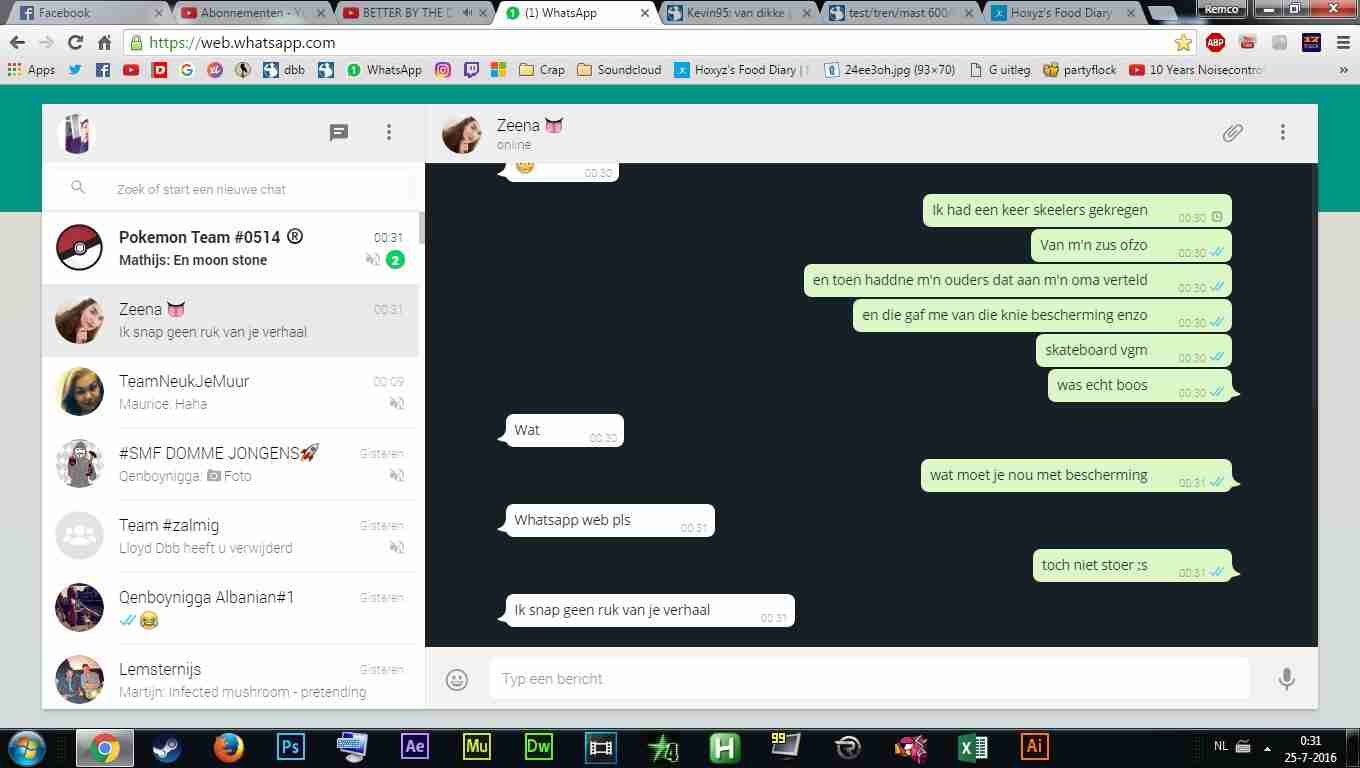 Facebook
Abonnementen - Yo
BETTER BY THE D
(1) WhatsApp
Kevin95: van dikke
test/tren/mast 600/
Hoxyz's Food Diary
Remco
https://web.whatsapp.com
ABP
Apps
dbb
WhatsApp
Crap
Soundcloud
Hoxyz's Food Diary |
24ee3oh.jpg (93×70)
G uitleg
partyflock
10 Years Noisecontro
»
Zeena
online
00:30
Zoek of start een nieuwe chat
Pokemon Team #0514 ®
00:31
Mathijs: En moon stone
2
Zeena
00:31
Ik snap geen ruk van je verhaal
TeamNeukJeMuur
00:09
Maurice: Haha
#SMF DOMME JONGENS
Gisteren
Qenboynigga: Foto
Team #zalmig
Gisteren
Lloyd Dbb heeft u verwijderd
Qenboynigga Albanian#1
Gisteren
Lemsternijs
Gisteren
Martijn: Infected mushroom - pretending
Ik had een keer skeelers gekregen 00:30
Van m'n zus ofzo 00:30
en toen haddne m'n ouders dat aan m'n oma verteld 00:30
en die gaf me van die knie bescherming enzo 00:30
skateboard vgm 00:30
was echt boos 00:30
Wat 00:30
wat moet je nou met bescherming 00:31
Whatsapp web pls 00:31
toch niet stoer ;s 00:31
Ik snap geen ruk van je verhaal 00:31
Typ een bericht
Ps
Ae
Mu
Dw
H
99
Ai
NL
0:31
25-7-2016